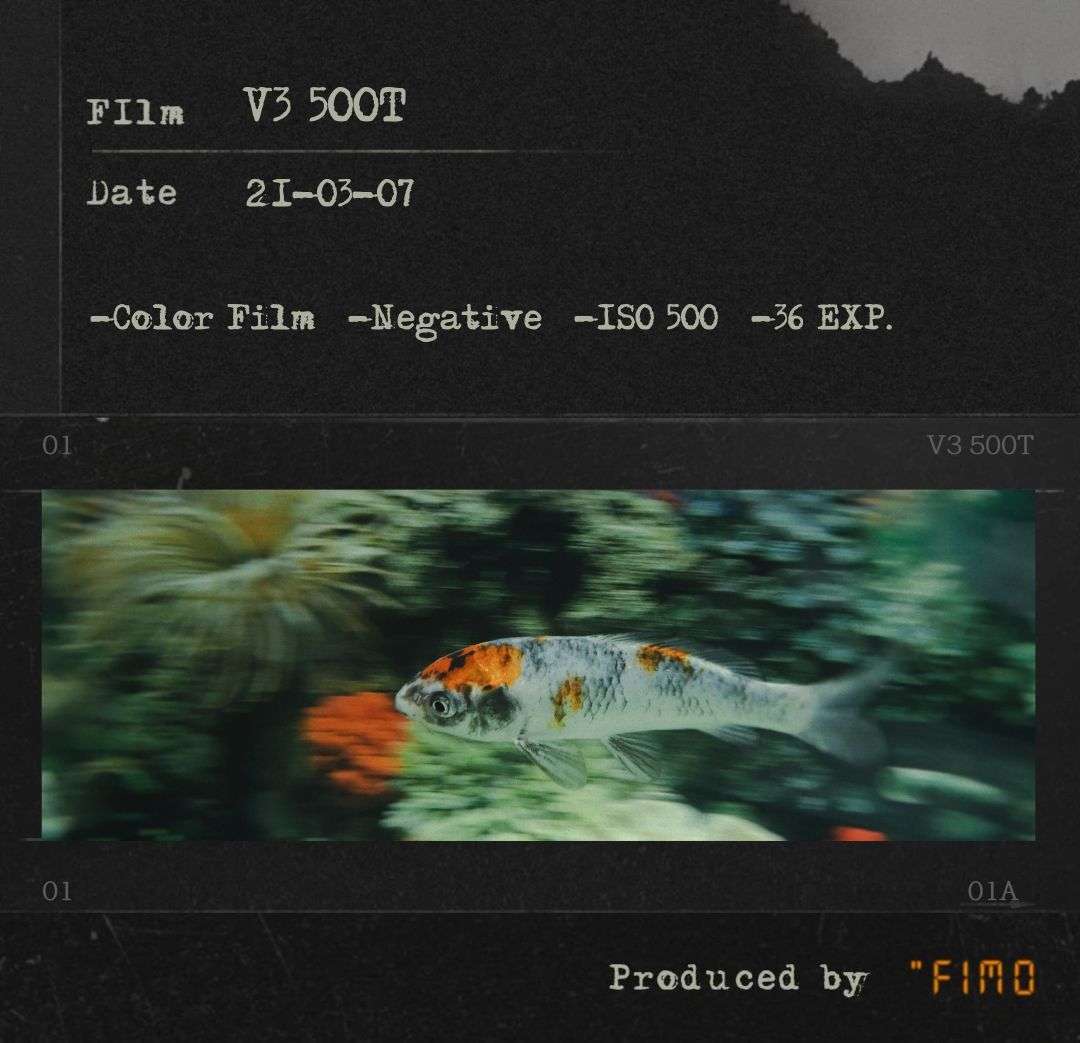 Film V3 500T
Date 21-03-07
-Color Film -Negative -ISO 500 -36 EXP.
01 V3 500T
01 01A
Produced by "FIMO